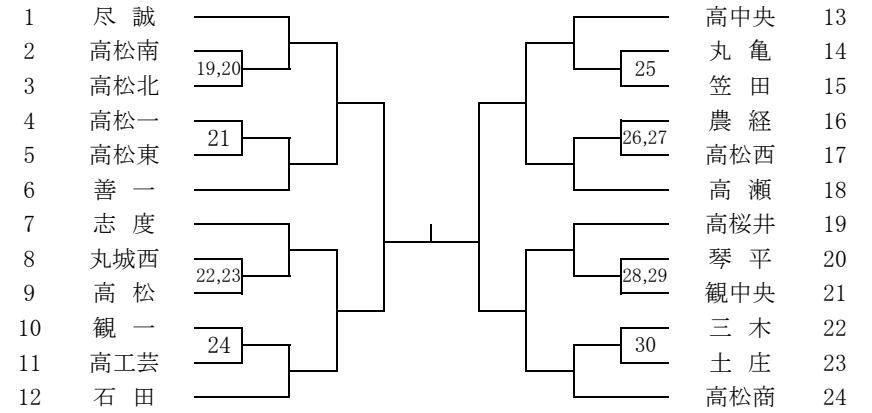 1 尽 誠 高中央 13
2 高松南 丸 亀 14
19,20 25
3 高松北 笠 田 15
4 高松一 農 経 16
21 26,27
5 高松東 高松西 17
6 善 一 高 瀬 18
7 志 度 高桜井 19
8 丸城西 琴 平 20
22,23 28,29
9 高 松 観中央 21
10 観 一 三 木 22
24 30
11 高工芸 土 庄 23
12 石 田 高松商 24